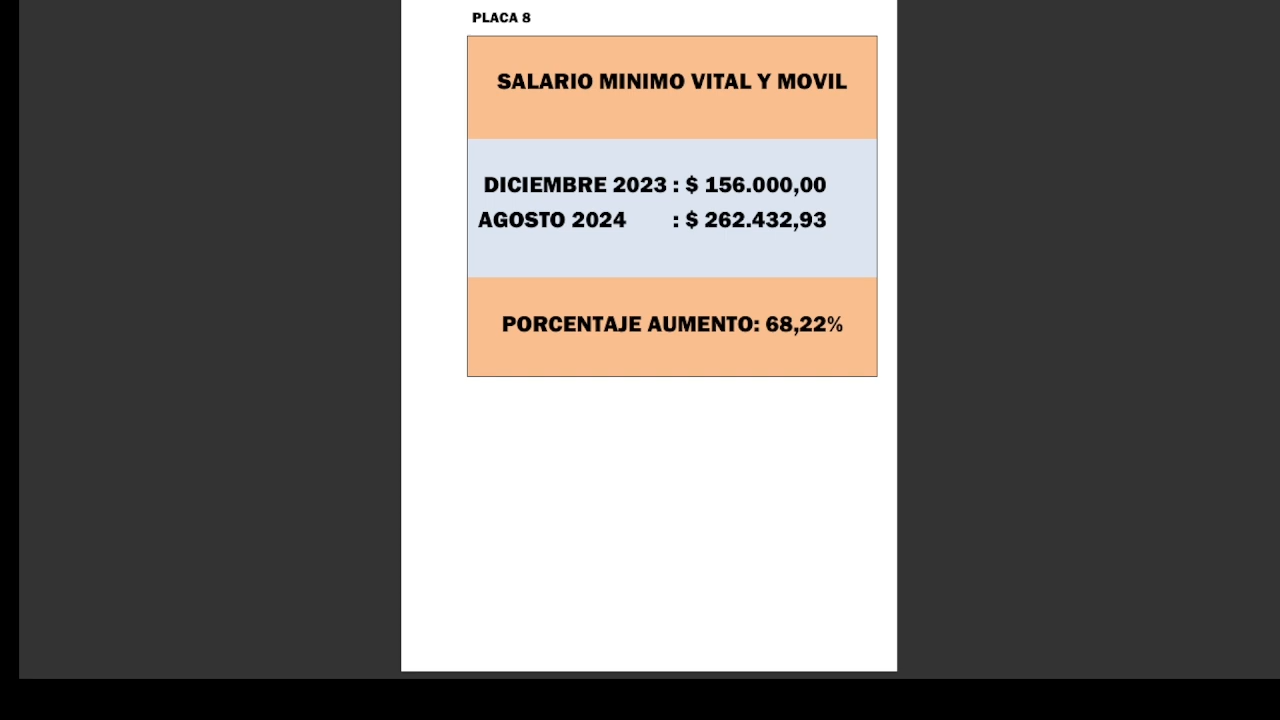 PLACA 8
SALARIO MINIMO VITAL Y MOVIL
DICIEMBRE 2023 : $ 156.000,00
AGOSTO 2024 : $ 262.432,93
PORCENTAJE AUMENTO: 68,22%